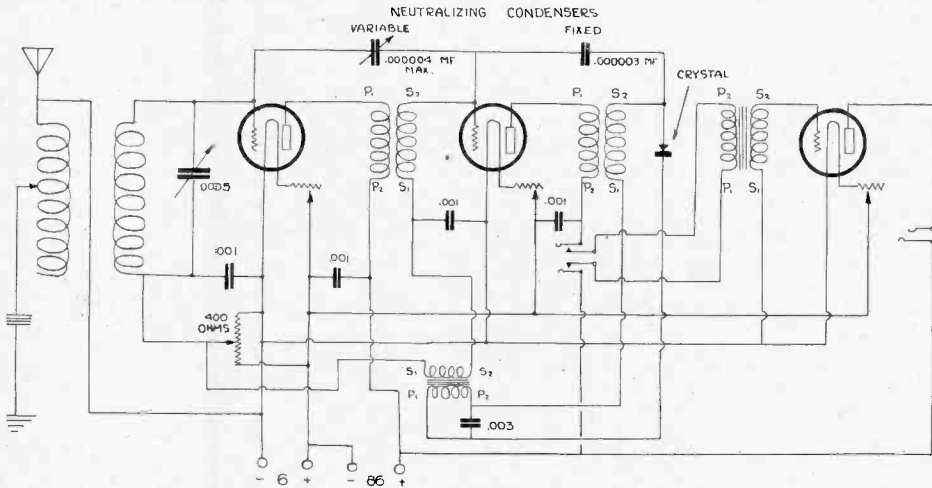 NEUTRALIZING CONDENSERS
VARIABLE
FIXED
.000004 MF
MAX.
.000003 MF
CRYSTAL
P1
S2
P1
S2
P2
S2
.0005
P2
S1
P2
S1
P1
S1
.001
.001
.001
.001
400
OHMS
S1
S2
P1
P2
.003
- 6 + - 86 +